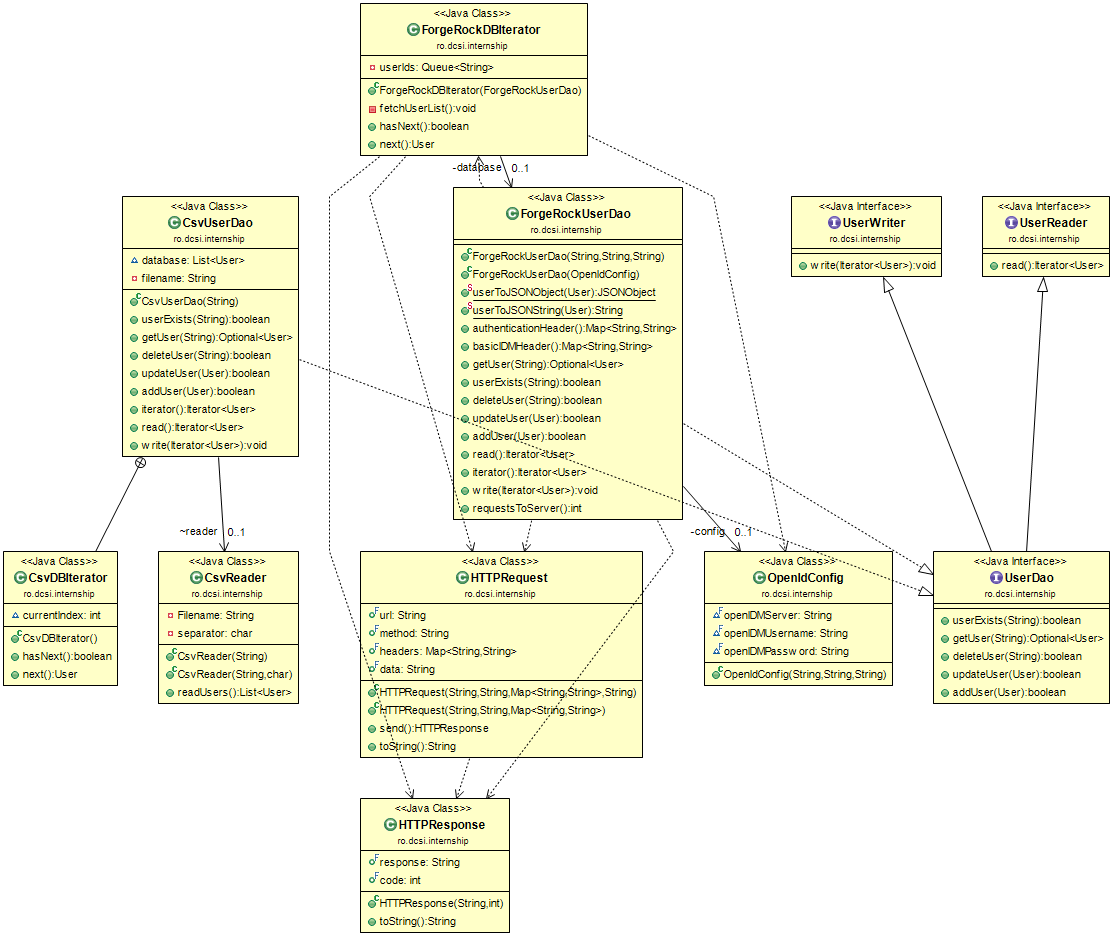 <<Java Class>>
ForgeRockDBIterator
ro.dcsi.internship
userIds: Queue<String>
ForgeRockDBIterator(ForgeRockUserDao)
fetchUserList():void
hasNext():boolean
next():User
-database
0..1
<<Java Class>>
CsvUserDao
ro.dcsi.internship
database: List<User>
filename: String
CsvUserDao(String)
userExists(String):boolean
getUser(String):Optional<User>
deleteUser(String):boolean
updateUser(User):boolean
addUser(User):boolean
iterator():Iterator<User>
read():Iterator<User>
write(Iterator<User>):void
<<Java Class>>
ForgeRockUserDao
ro.dcsi.internship
ForgeRockUserDao(String,String,String)
ForgeRockUserDao(OpenIdConfig)
userToJSONObject(User):JSONObject
userToJSONString(User):String
authenticationHeader():Map<String,String>
basicIDMHeader():Map<String,String>
getUser(String):Optional<User>
userExists(String):boolean
deleteUser(String):boolean
updateUser(User):boolean
addUser(User):boolean
read():Iterator<User>
iterator():Iterator<User>
write(Iterator<User>):void
requestsToServer():int
<<Java Interface>>
UserWriter
ro.dcsi.internship
write(Iterator<User>):void
<<Java Interface>>
UserReader
ro.dcsi.internship
read():Iterator<User>
~reader
0..1
-config
0..1
<<Java Class>>
CsvDBIterator
ro.dcsi.internship
currentIndex: int
CsvDBIterator()
hasNext():boolean
next():User
<<Java Class>>
CsvReader
ro.dcsi.internship
Filename: String
separator: char
CsvReader(String)
CsvReader(String,char)
readUsers():List<User>
<<Java Class>>
HTTPRequest
ro.dcsi.internship
url: String
method: String
headers: Map<String,String>
data: String
HTTPRequest(String,String,Map<String,String>,String)
HTTPRequest(String,String,Map<String,String>)
send():HTTPResponse
toString():String
<<Java Class>>
OpenIdConfig
ro.dcsi.internship
openIDMServer: String
openIDMUsername: String
openIDMPassword: String
OpenIdConfig(String,String,String)
<<Java Interface>>
UserDao
ro.dcsi.internship
userExists(String):boolean
getUser(String):Optional<User>
deleteUser(String):boolean
updateUser(User):boolean
addUser(User):boolean
<<Java Class>>
HTTPResponse
ro.dcsi.internship
response: String
code: int
HTTPResponse(String,int)
toString():String